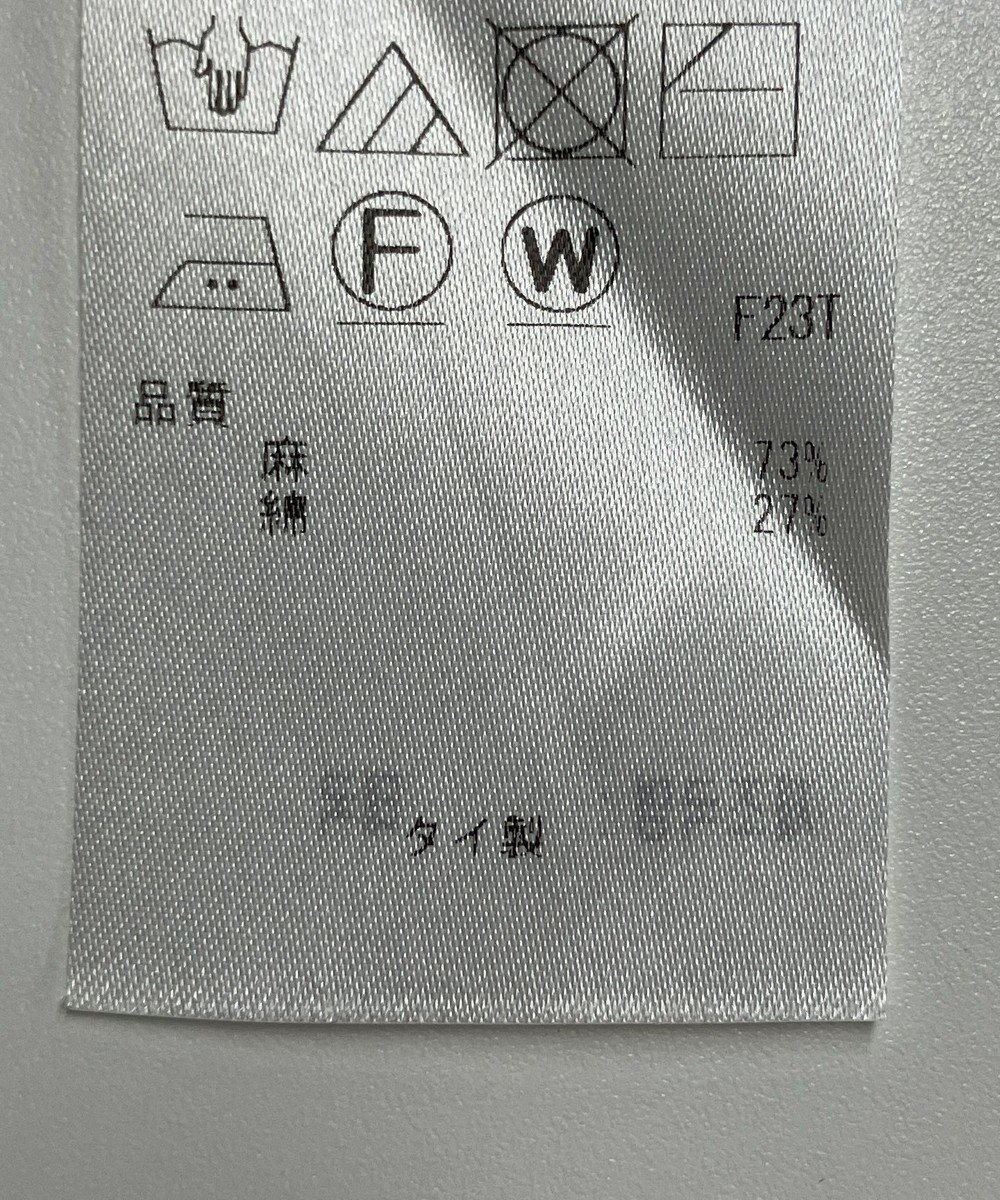 F W
F23T
品質
麻 73%
綿 27%
タイ製